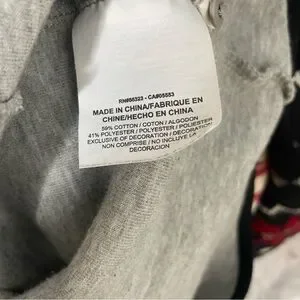 RN#56323 - CA#05553
MADE IN CHINA/FABRIQUE EN
CHINE/HECHO EN CHINA
59% COTTON / COTON / ALGODON
41% POLYESTER / POLYESTER / POLIESTER
EXCLUSIVE OF DECORATION / DECORATION
NON COMPRISE / NO INCLUYE LA
DECORACION